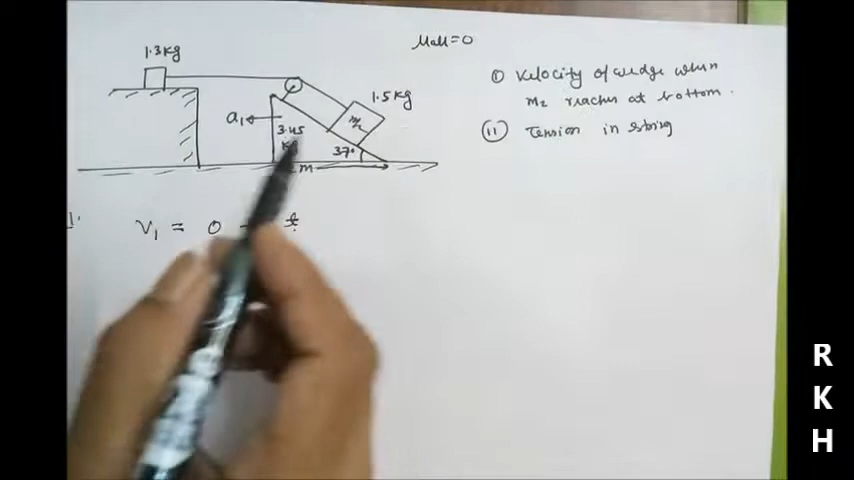 μall = 0
1.3kg
① Velocity of wedge when
m₂ reaches at bottom.
1.5kg
m₂
a₁
3.45
ⅱ Tension in string
37°
m
V₁ = 0
R
K
H